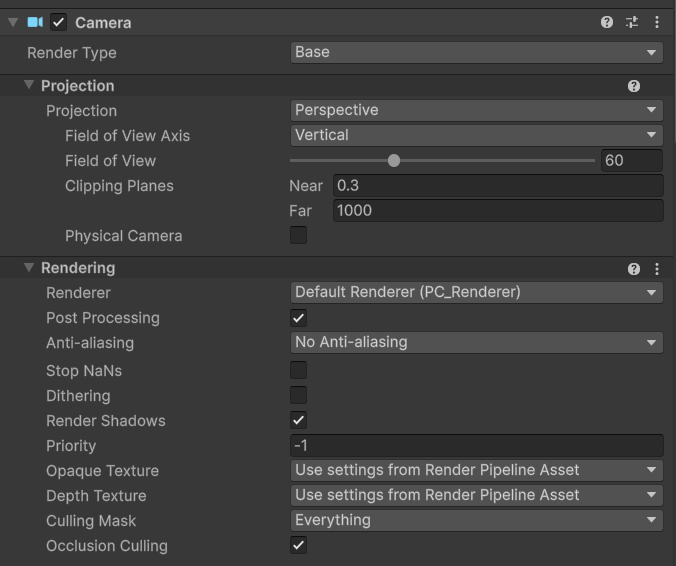 Camera
Render Type Base
Projection
Projection Perspective
Field of View Axis Vertical
Field of View 60
Clipping Planes Near 0.3
Far 1000
Physical Camera
Rendering
Renderer Default Renderer (PC_Renderer)
Post Processing
Anti-aliasing No Anti-aliasing
Stop NaNs
Dithering
Render Shadows
Priority -1
Opaque Texture Use settings from Render Pipeline Asset
Depth Texture Use settings from Render Pipeline Asset
Culling Mask Everything
Occlusion Culling